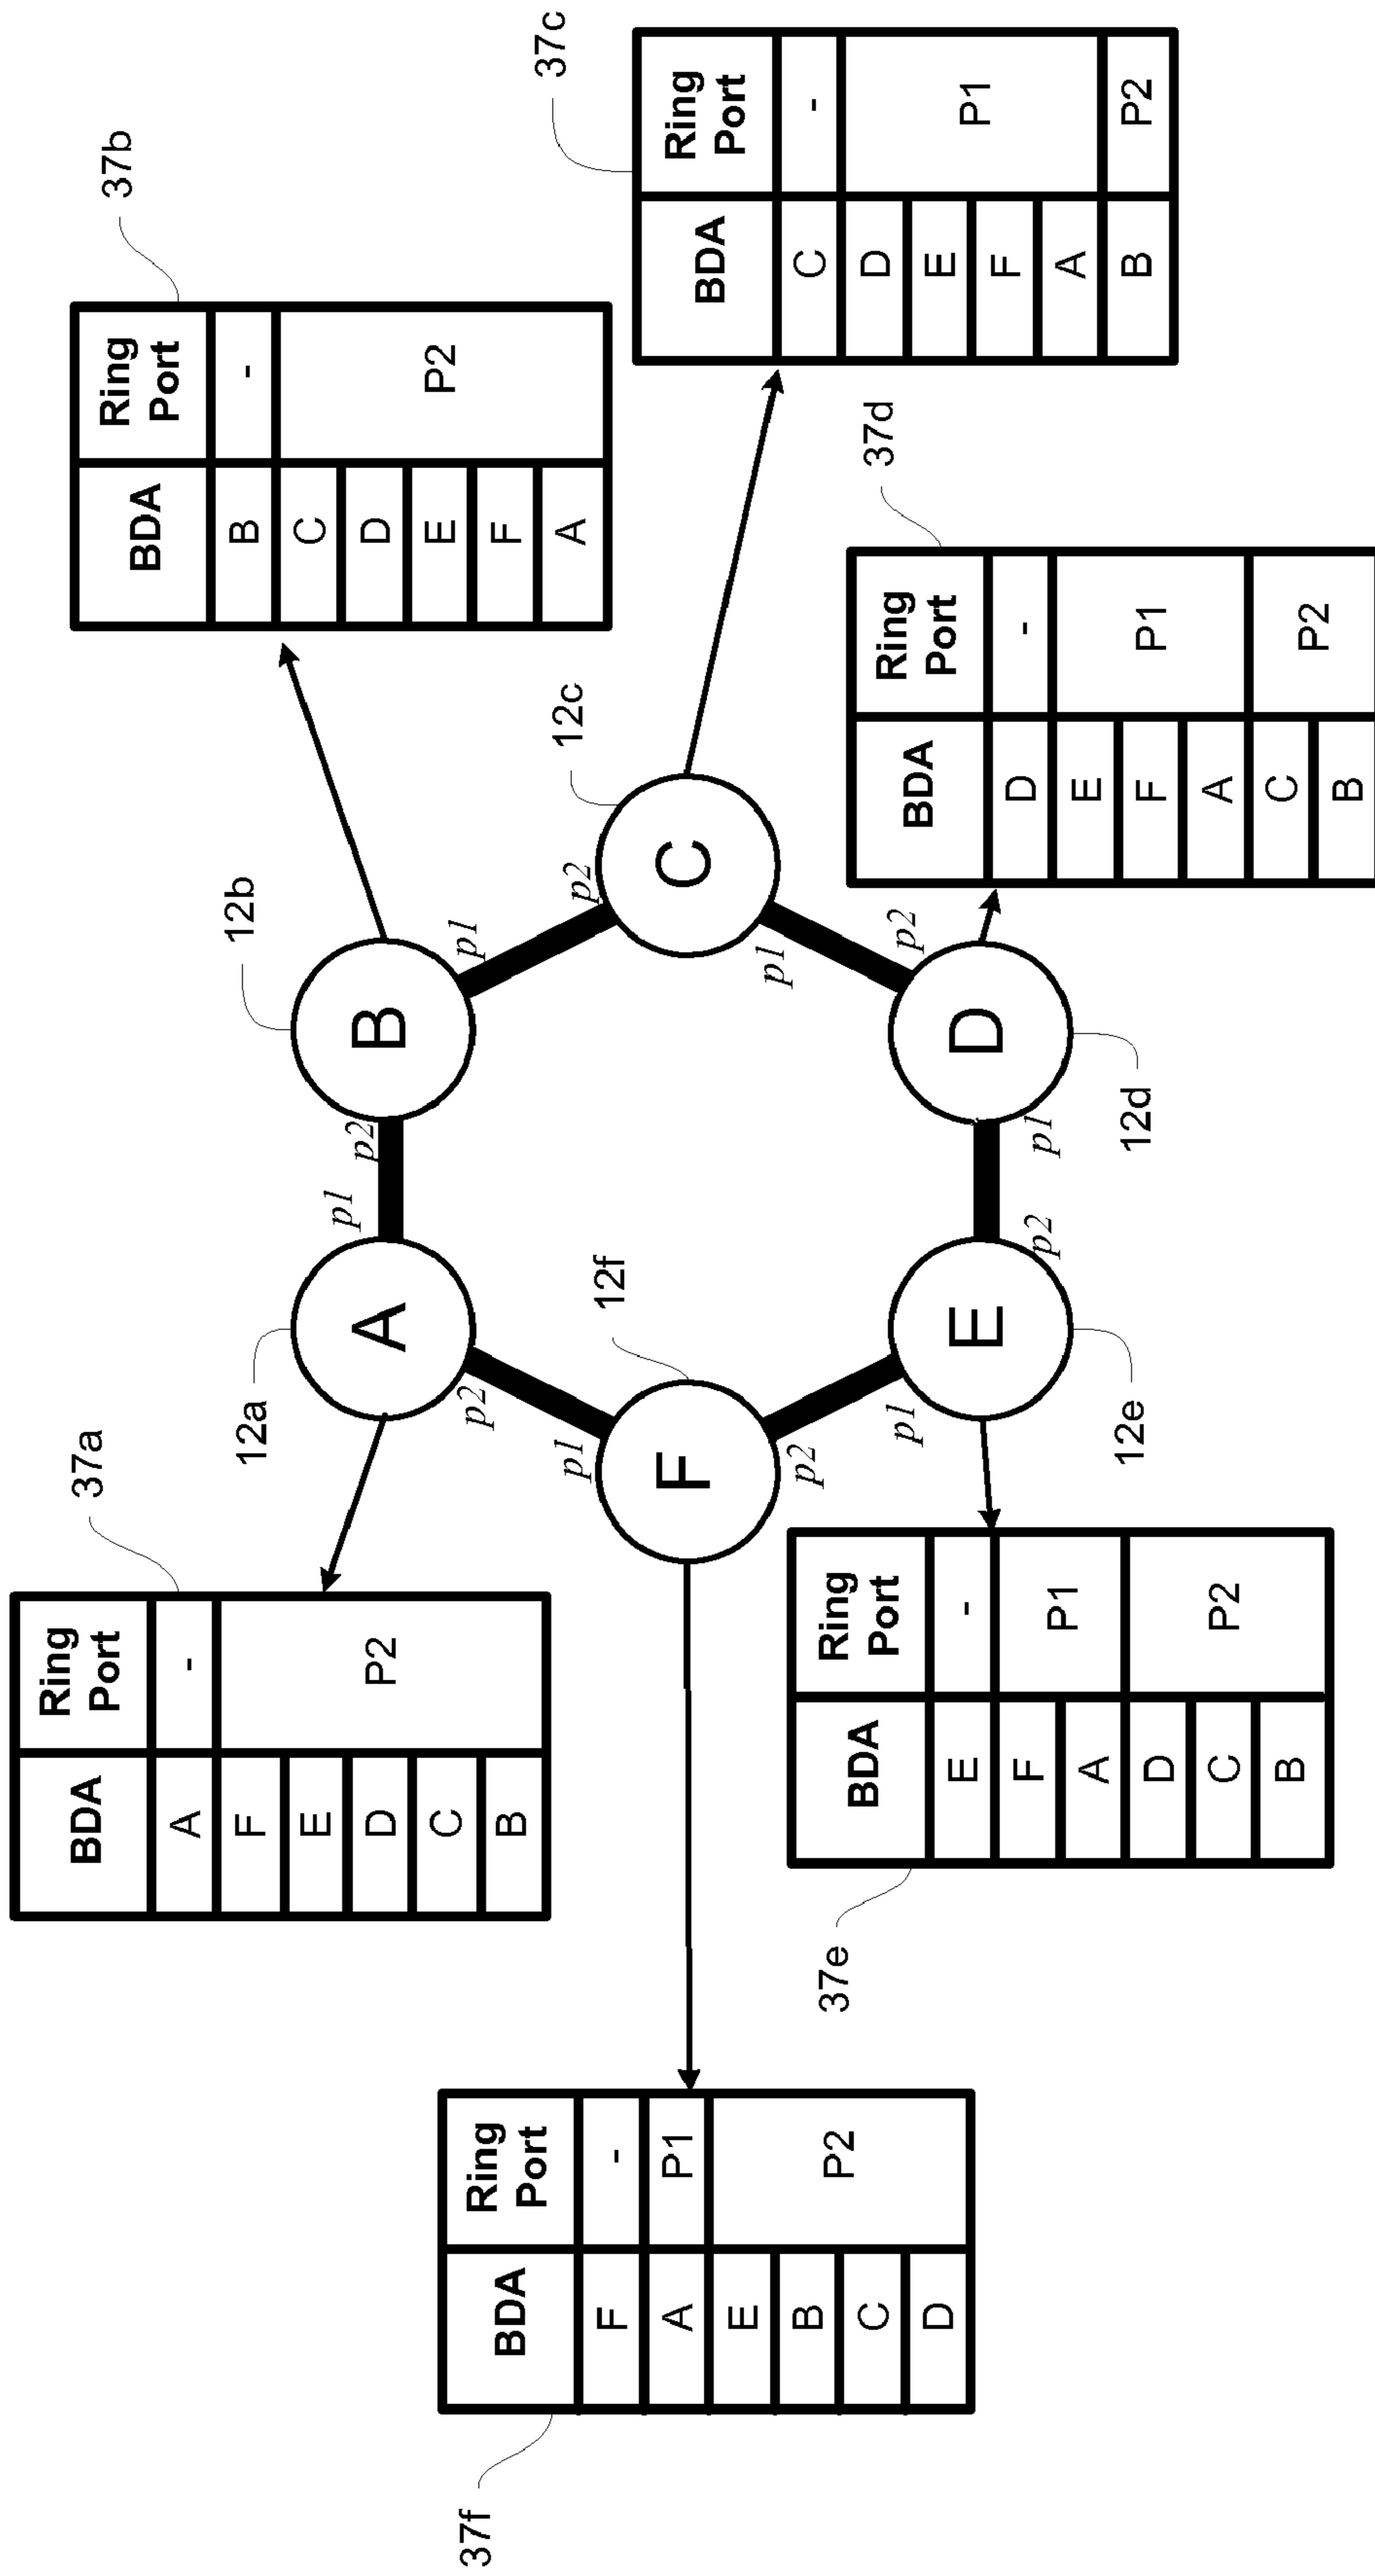 37a
BDA Ring Port
A -
F P2
E
D
C
B
37b
BDA Ring Port
B -
C P2
D
E
F
A
37c
BDA Ring Port
C -
D P1
E
F
A
B P2
37d
BDA Ring Port
D -
E P1
F
A
C P2
B
37e
BDA Ring Port
E -
F P1
A
D P2
C
B
37f
BDA Ring Port
F -
A P1
E P2
B
C
D
12a
A
p1
p2
12b
B
p2
p1
12c
C
p2
p1
12d
D
p2
p1
12e
E
p2
p1
12f
F
p2
p1